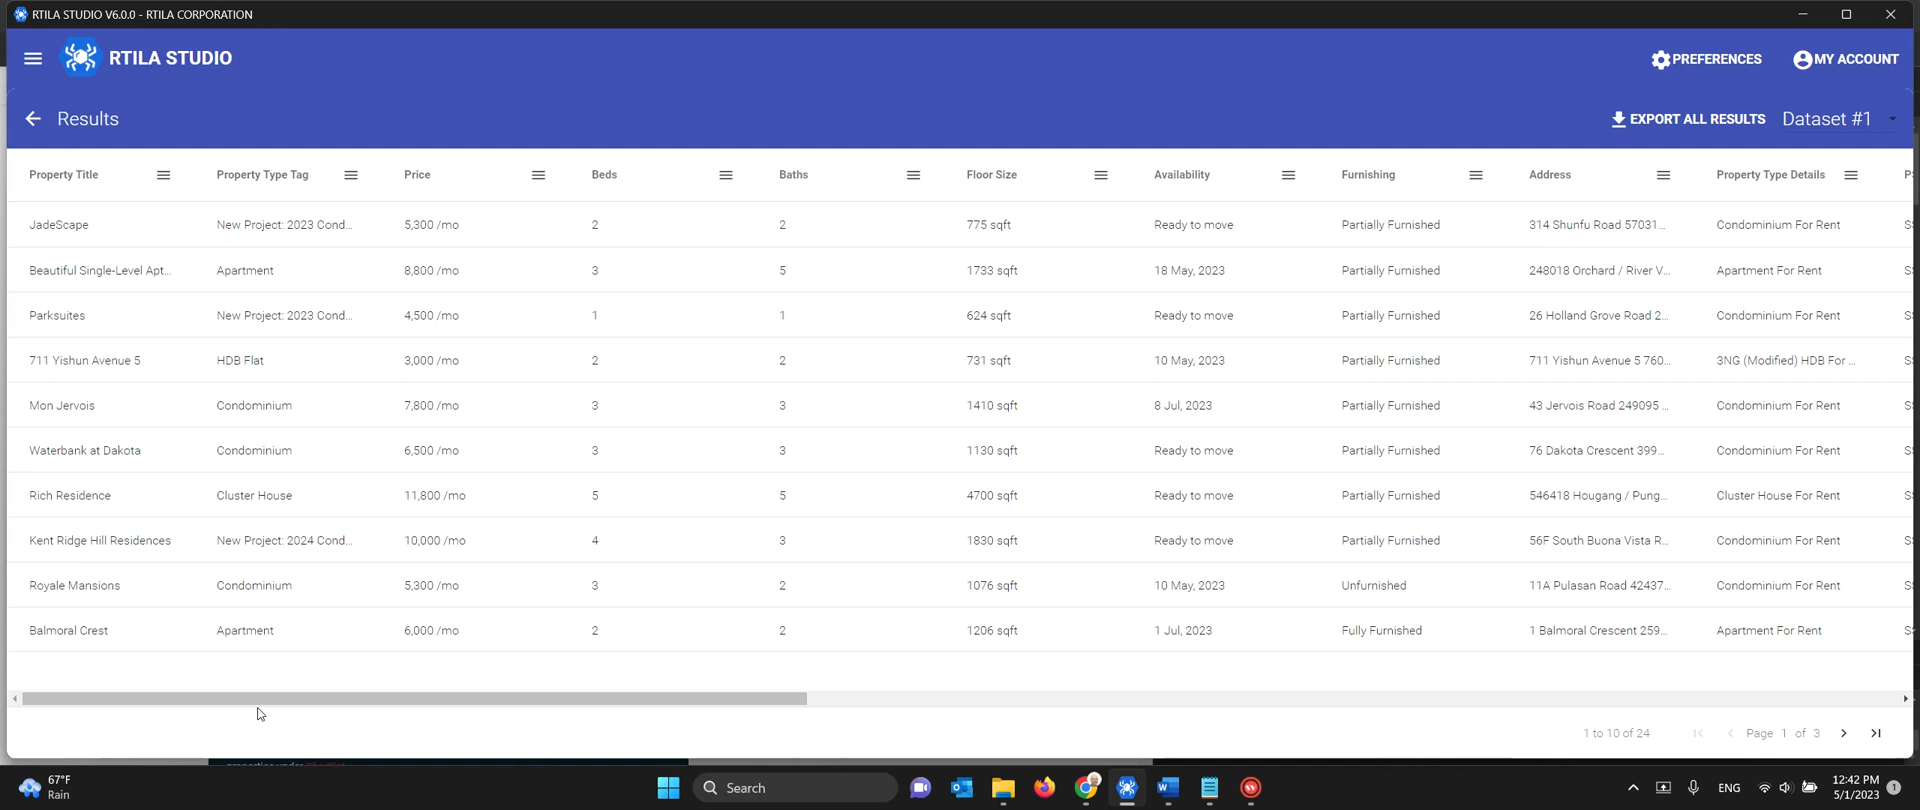 RTILA STUDIO V6.0.0 - RTILA CORPORATION
RTILA STUDIO
PREFERENCES MY ACCOUNT
Results
EXPORT ALL RESULTS Dataset #1
Property Title Property Type Tag Price Beds Baths Floor Size Availability Furnishing Address Property Type Details
JadeScape New Project: 2023 Cond... 5,300 /mo 2 2 775 sqft Ready to move Partially Furnished 314 Shunfu Road 57031... Condominium For Rent
Beautiful Single-Level Apt... Apartment 8,800 /mo 3 5 1733 sqft 18 May, 2023 Partially Furnished 248018 Orchard / River V... Apartment For Rent
Parksuites New Project: 2023 Cond... 4,500 /mo 1 1 624 sqft Ready to move Partially Furnished 26 Holland Grove Road 2... Condominium For Rent
711 Yishun Avenue 5 HDB Flat 3,000 /mo 2 2 731 sqft 10 May, 2023 Partially Furnished 711 Yishun Avenue 5 760... 3NG (Modified) HDB For ...
Mon Jervois Condominium 7,800 /mo 3 3 1410 sqft 8 Jul, 2023 Partially Furnished 43 Jervois Road 249095 ... Condominium For Rent
Waterbank at Dakota Condominium 6,500 /mo 3 3 1130 sqft Ready to move Partially Furnished 76 Dakota Crescent 399... Condominium For Rent
Rich Residence Cluster House 11,800 /mo 5 5 4700 sqft Ready to move Partially Furnished 546418 Hougang / Pung... Cluster House For Rent
Kent Ridge Hill Residences New Project: 2024 Cond... 10,000 /mo 4 3 1830 sqft Ready to move Partially Furnished 56F South Buona Vista R... Condominium For Rent
Royale Mansions Condominium 5,300 /mo 3 2 1076 sqft 10 May, 2023 Unfurnished 11A Pulasan Road 42437... Condominium For Rent
Balmoral Crest Apartment 6,000 /mo 2 2 1206 sqft 1 Jul, 2023 Fully Furnished 1 Balmoral Crescent 259... Apartment For Rent
1 to 10 of 24 Page 1 of 3
67°F
Rain
Search
ENG
12:42 PM
5/1/2023
1